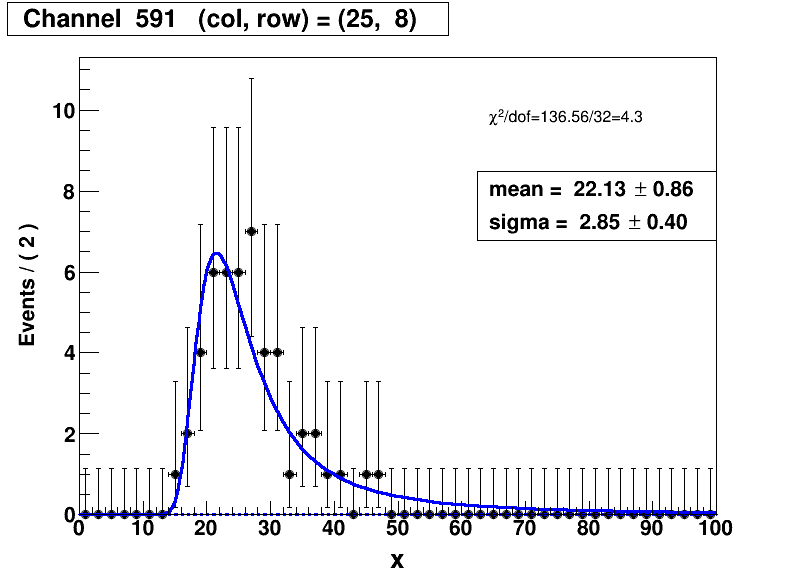 Channel 591 (col, row) = (25, 8)
χ²/dof=136.56/32=4.3
mean = 22.13 ± 0.86
sigma = 2.85 ± 0.40
Events / ( 2 )
10
8
6
4
2
0
0 10 20 30 40 50 60 70 80 90 100
x